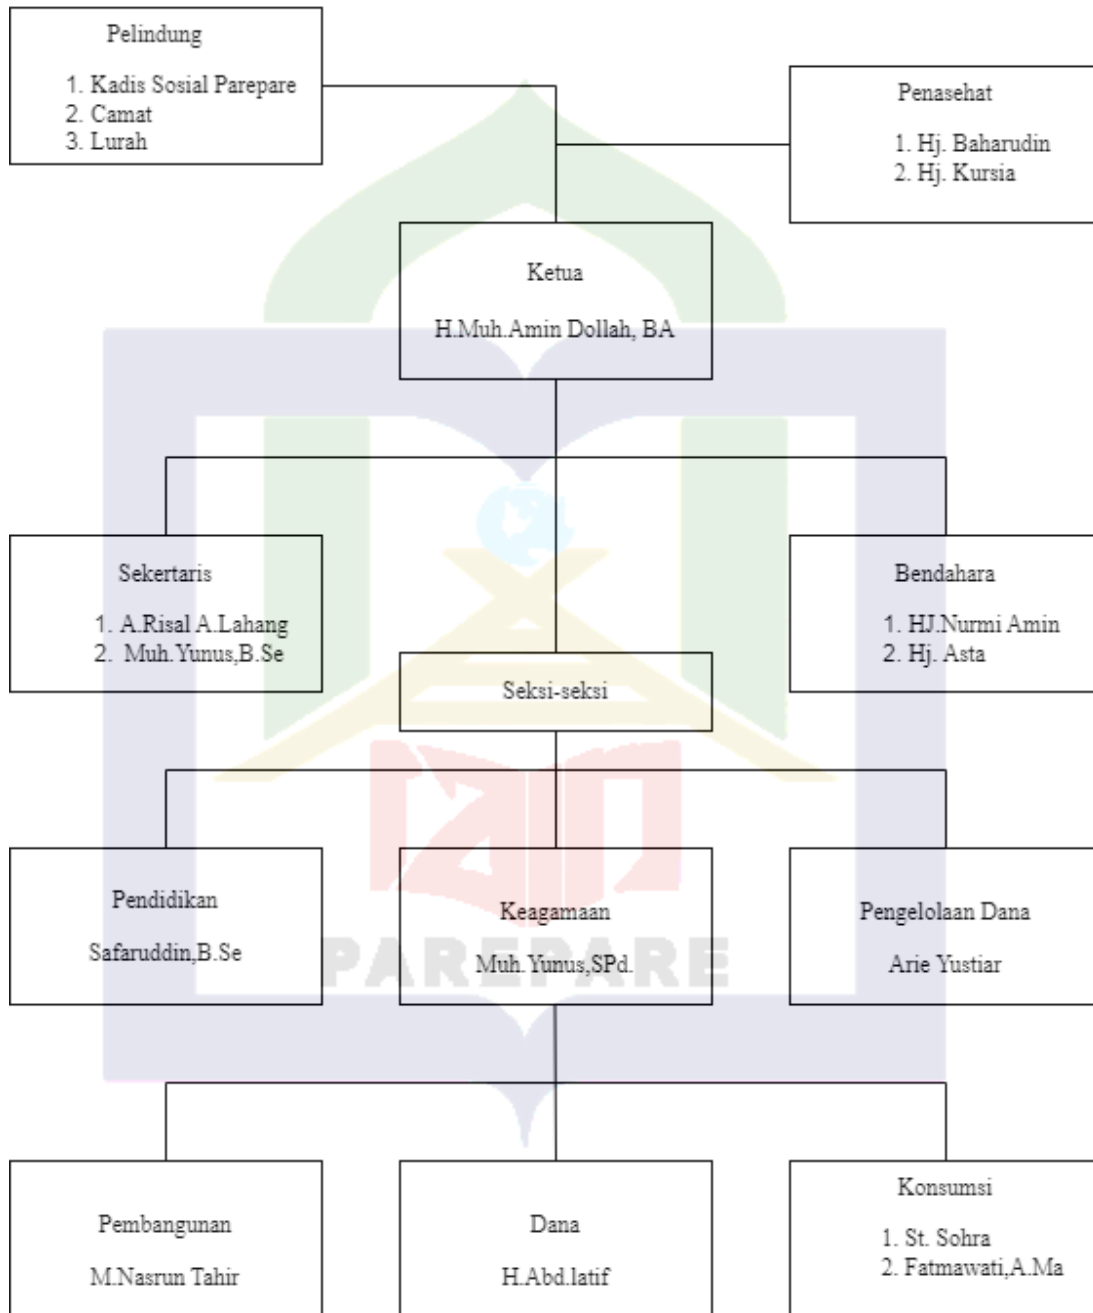 Pelindung
1. Kadis Sosial Parepare
2. Camat
3. Lurah
Penasehat
1. Hj. Baharudin
2. Hj. Kursia
Ketua
H.Muh.Amin Dollah, BA
Sekertaris
1. A.Risal A.Lahang
2. Muh.Yunus,B.Se
Bendahara
1. HJ.Nurmi Amin
2. Hj. Asta
Seksi-seksi
Pendidikan
Safaruddin,B.Se
Keagamaan
Muh.Yunus,SPd.
Pengelolaan Dana
Arie Yustiar
PAREPARE
Pembangunan
M.Nasrun Tahir
Dana
H.Abd.latif
Konsumsi
1. St. Sohra
2. Fatmawati,A.Ma